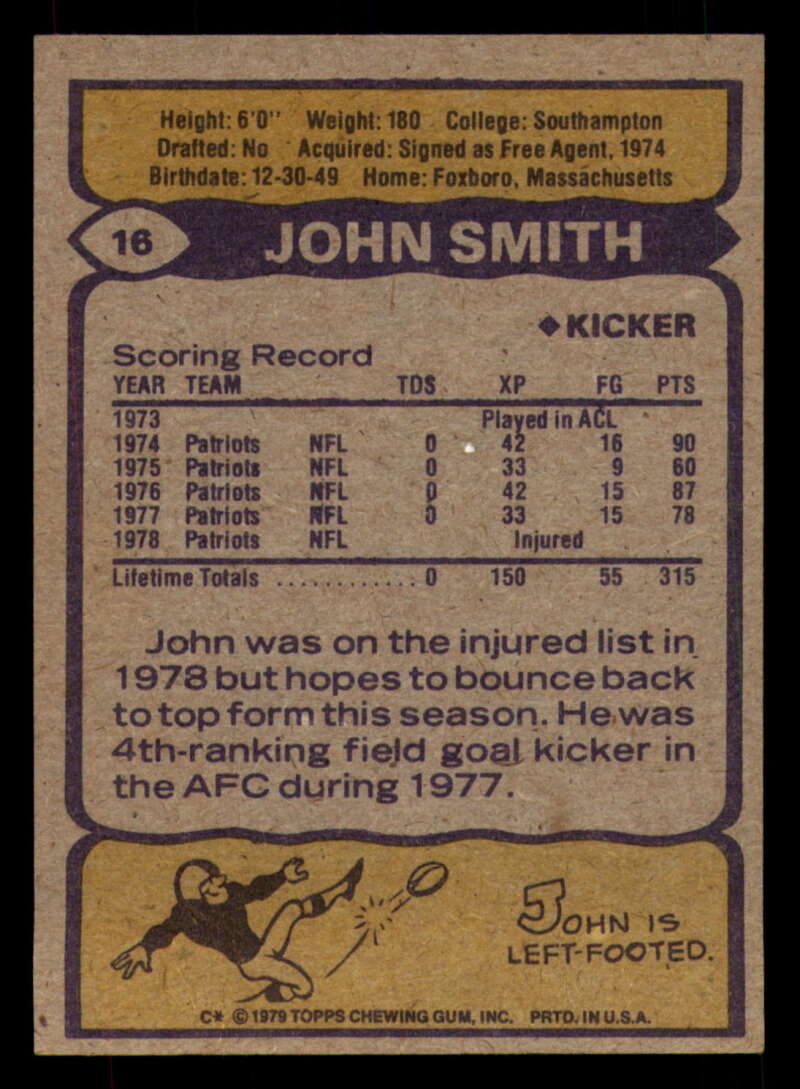 Height: 6'0" Weight: 180 College: Southampton
Drafted: No Acquired: Signed as Free Agent, 1974
Birthdate: 12-30-49 Home: Foxboro, Massachusetts
16 JOHN SMITH
◆KICKER
Scoring Record
YEAR TEAM TDS XP FG PTS
1973 Played in ACL
1974 Patriots NFL 0 42 16 90
1975 Patriots NFL 0 33 9 60
1976 Patriots NFL 0 42 15 87
1977 Patriots NFL 0 33 15 78
1978 Patriots NFL Injured
Lifetime Totals ............ 0 150 55 315
John was on the injured list in
1978 but hopes to bounce back
to top form this season. He was
4th-ranking field goal kicker in
the AFC during 1977.
JOHN IS
LEFT-FOOTED.
C* © 1979 TOPPS CHEWING GUM, INC. PRTD. IN U.S.A.